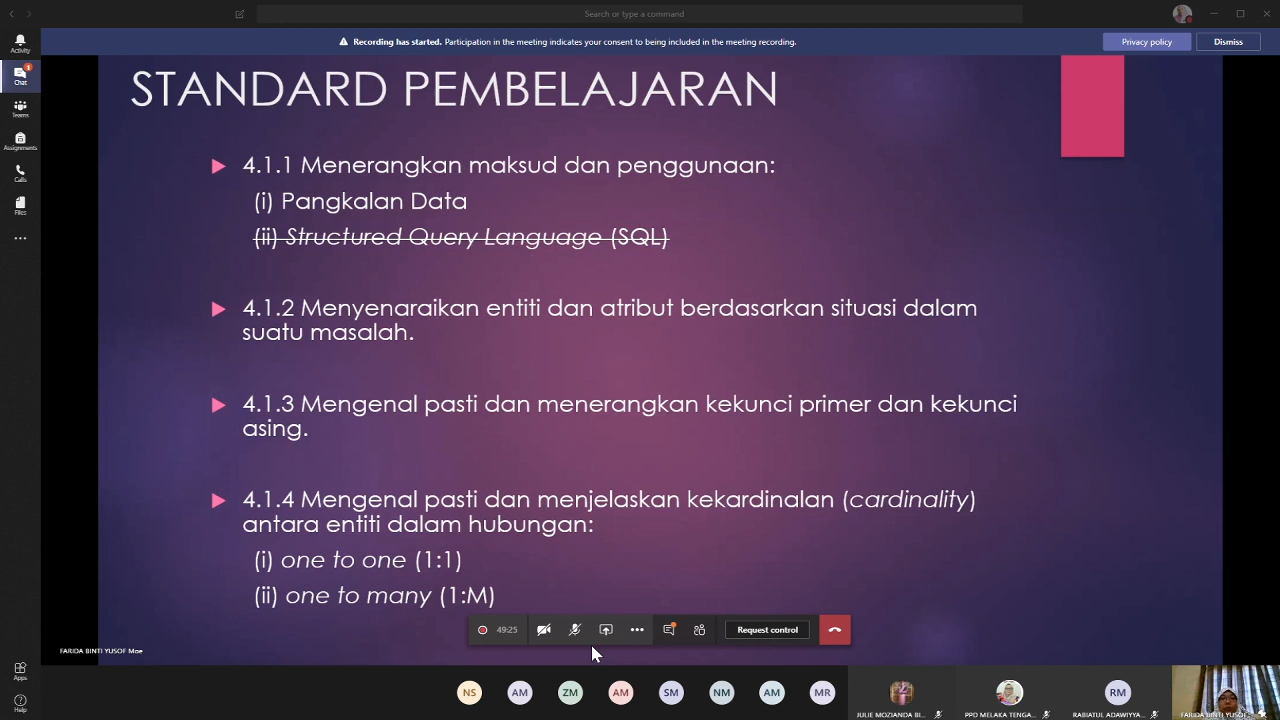 Search or type a command
Recording has started. Participation in the meeting indicates your consent to being included in the meeting recording.
Privacy policy
Dismiss
Activity
1
Chat
Teams
Assignments
Calls
Files
Apps
Help
STANDARD PEMBELAJARAN
4.1.1 Menerangkan maksud dan penggunaan:
(i) Pangkalan Data
(ii) Structured Query Language (SQL)
4.1.2 Menyenaraikan entiti dan atribut berdasarkan situasi dalam
suatu masalah.
4.1.3 Mengenal pasti dan menerangkan kekunci primer dan kekunci
asing.
4.1.4 Mengenal pasti dan menjelaskan kekardinalan (cardinality)
antara entiti dalam hubungan:
(i) one to one (1:1)
(ii) one to many (1:M)
49:25
Request control
FARIDA BINTI YUSOF Moe
NS
AM
ZM
AM
SM
NM
AM
MR
JULIE MOZIANDA BI...
PPD MELAKA TENGA...
RM
RABIATUL ADAWIYYA...
FARIDA BINTI YUSOF...